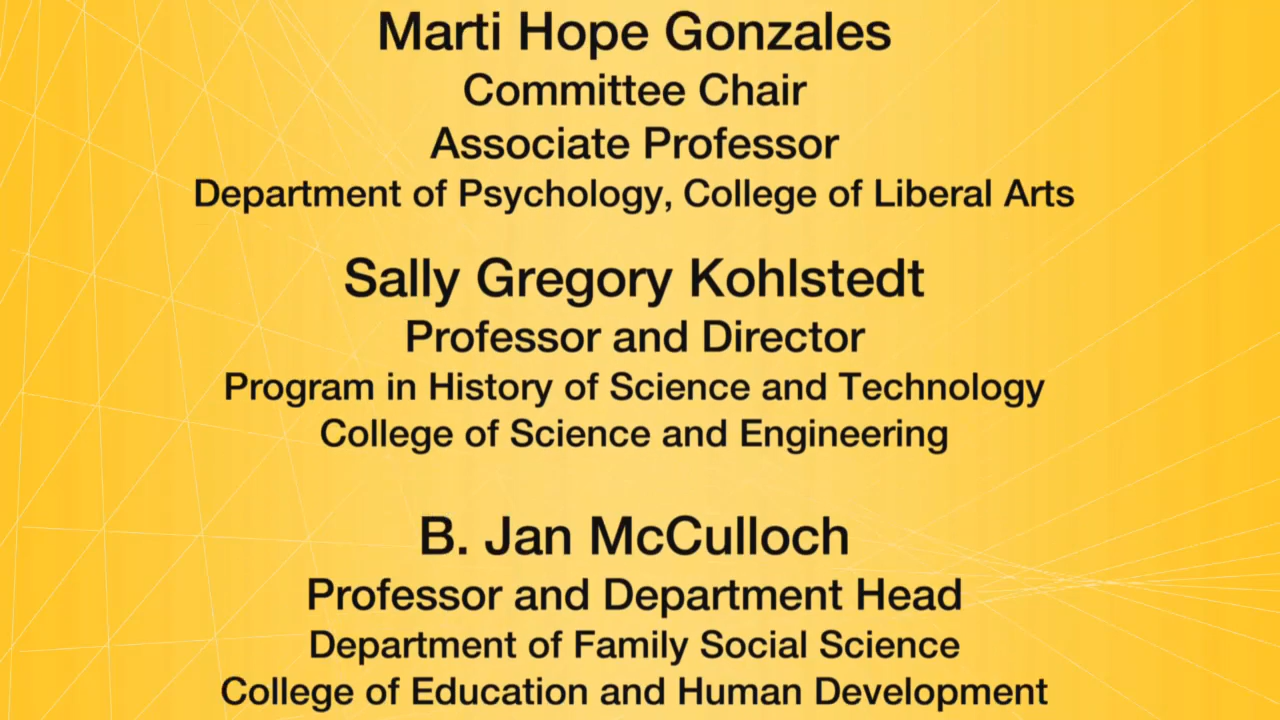 Marti Hope Gonzales
Committee Chair
Associate Professor
Department of Psychology, College of Liberal Arts
Sally Gregory Kohlstedt
Professor and Director
Program in History of Science and Technology
College of Science and Engineering
B. Jan McCulloch
Professor and Department Head
Department of Family Social Science
College of Education and Human Development